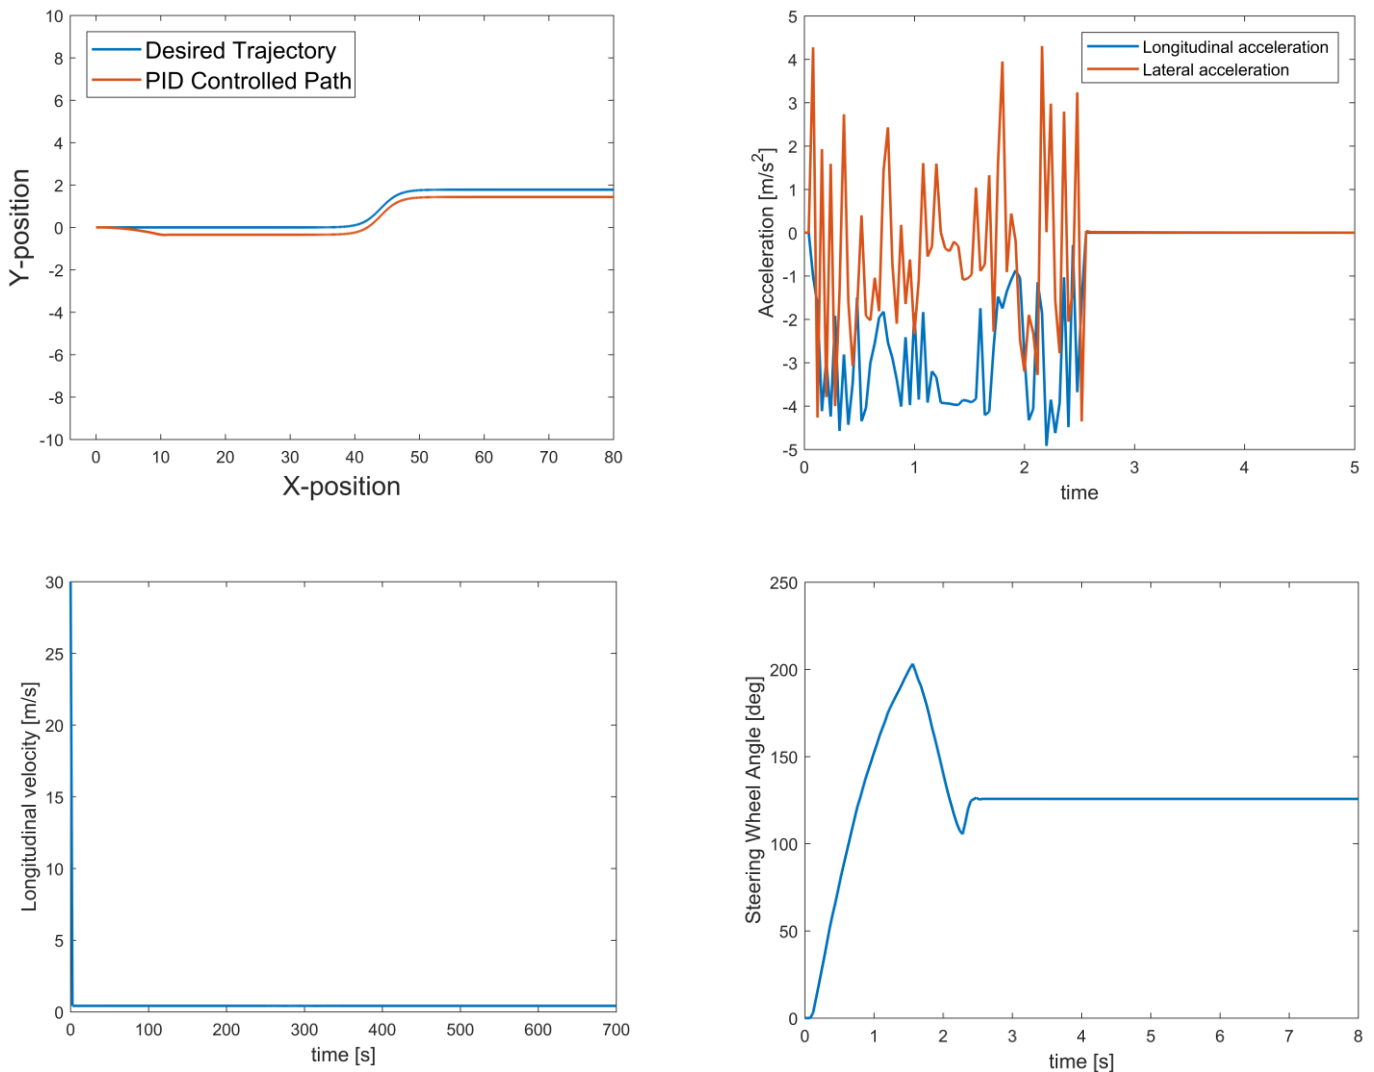 10
8
6
4
2
0
-2
-4
-6
-8
-10
Y-position
Desired Trajectory
PID Controlled Path
0 10 20 30 40 50 60 70 80
X-position
5
4
3
2
1
0
-1
-2
-3
-4
-5
Acceleration [m/s²]
Longitudinal acceleration
Lateral acceleration
0 1 2 3 4 5
time
30
25
20
15
10
5
0
Longitudinal velocity [m/s]
0 100 200 300 400 500 600 700
time [s]
250
200
150
100
50
0
Steering Wheel Angle [deg]
0 1 2 3 4 5 6 7 8
time [s]